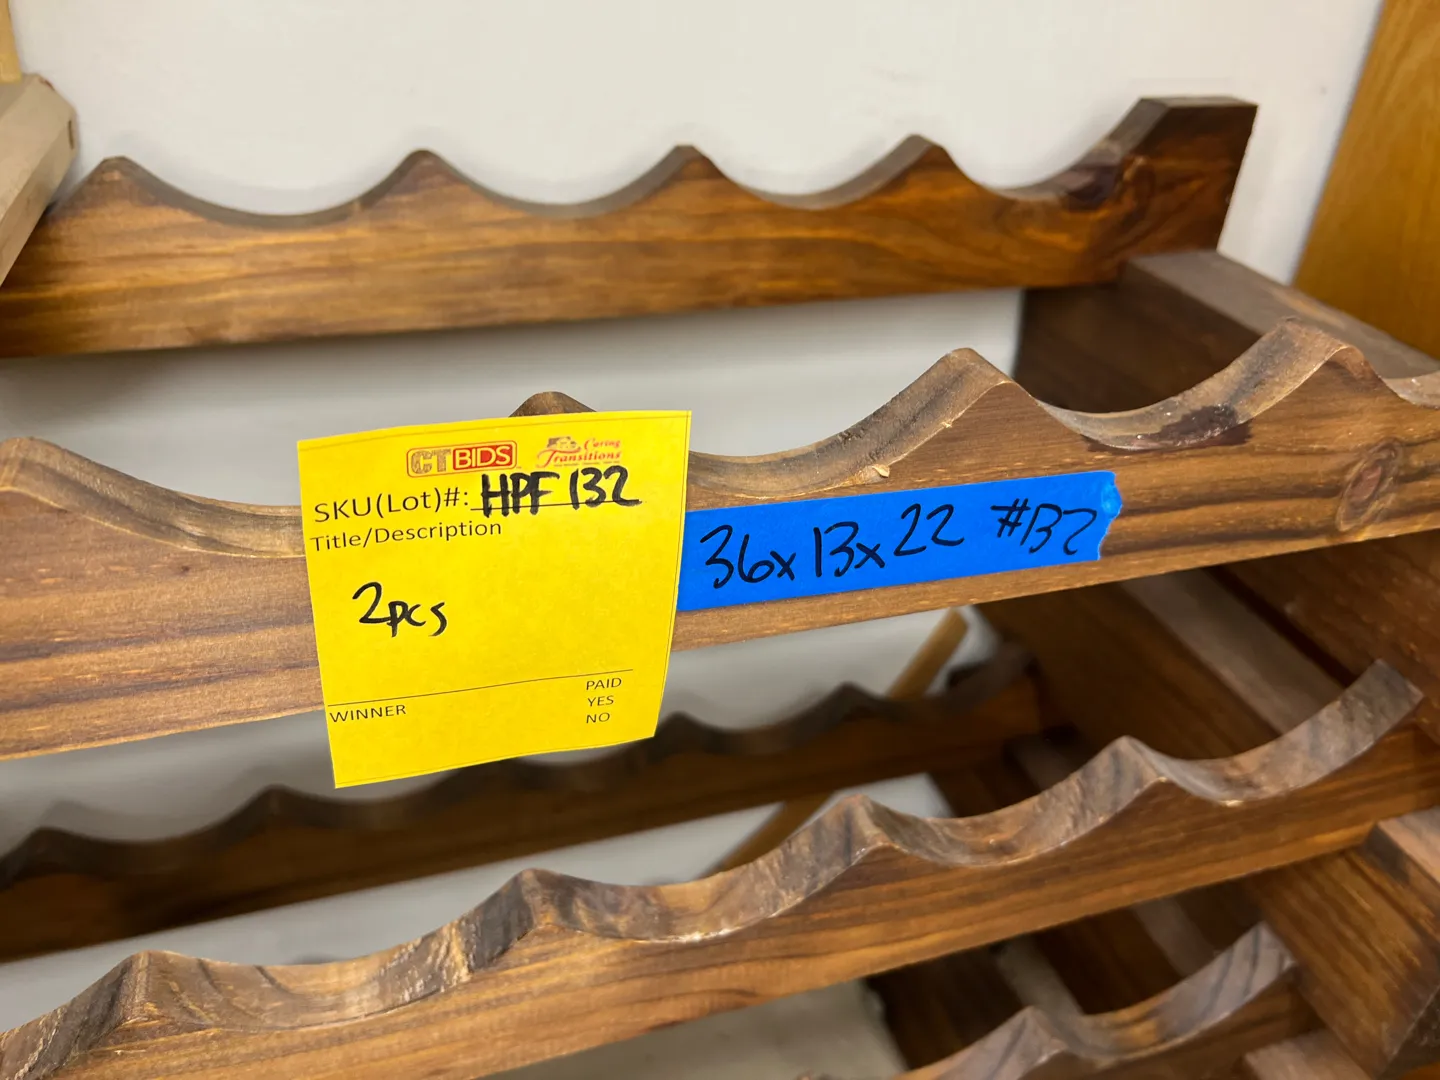 CTBIDS Caring Transitions
SKU(Lot)#: HPF 132
Title/Description
2pcs
WINNER
PAID
YES
NO
36x13x22 #132